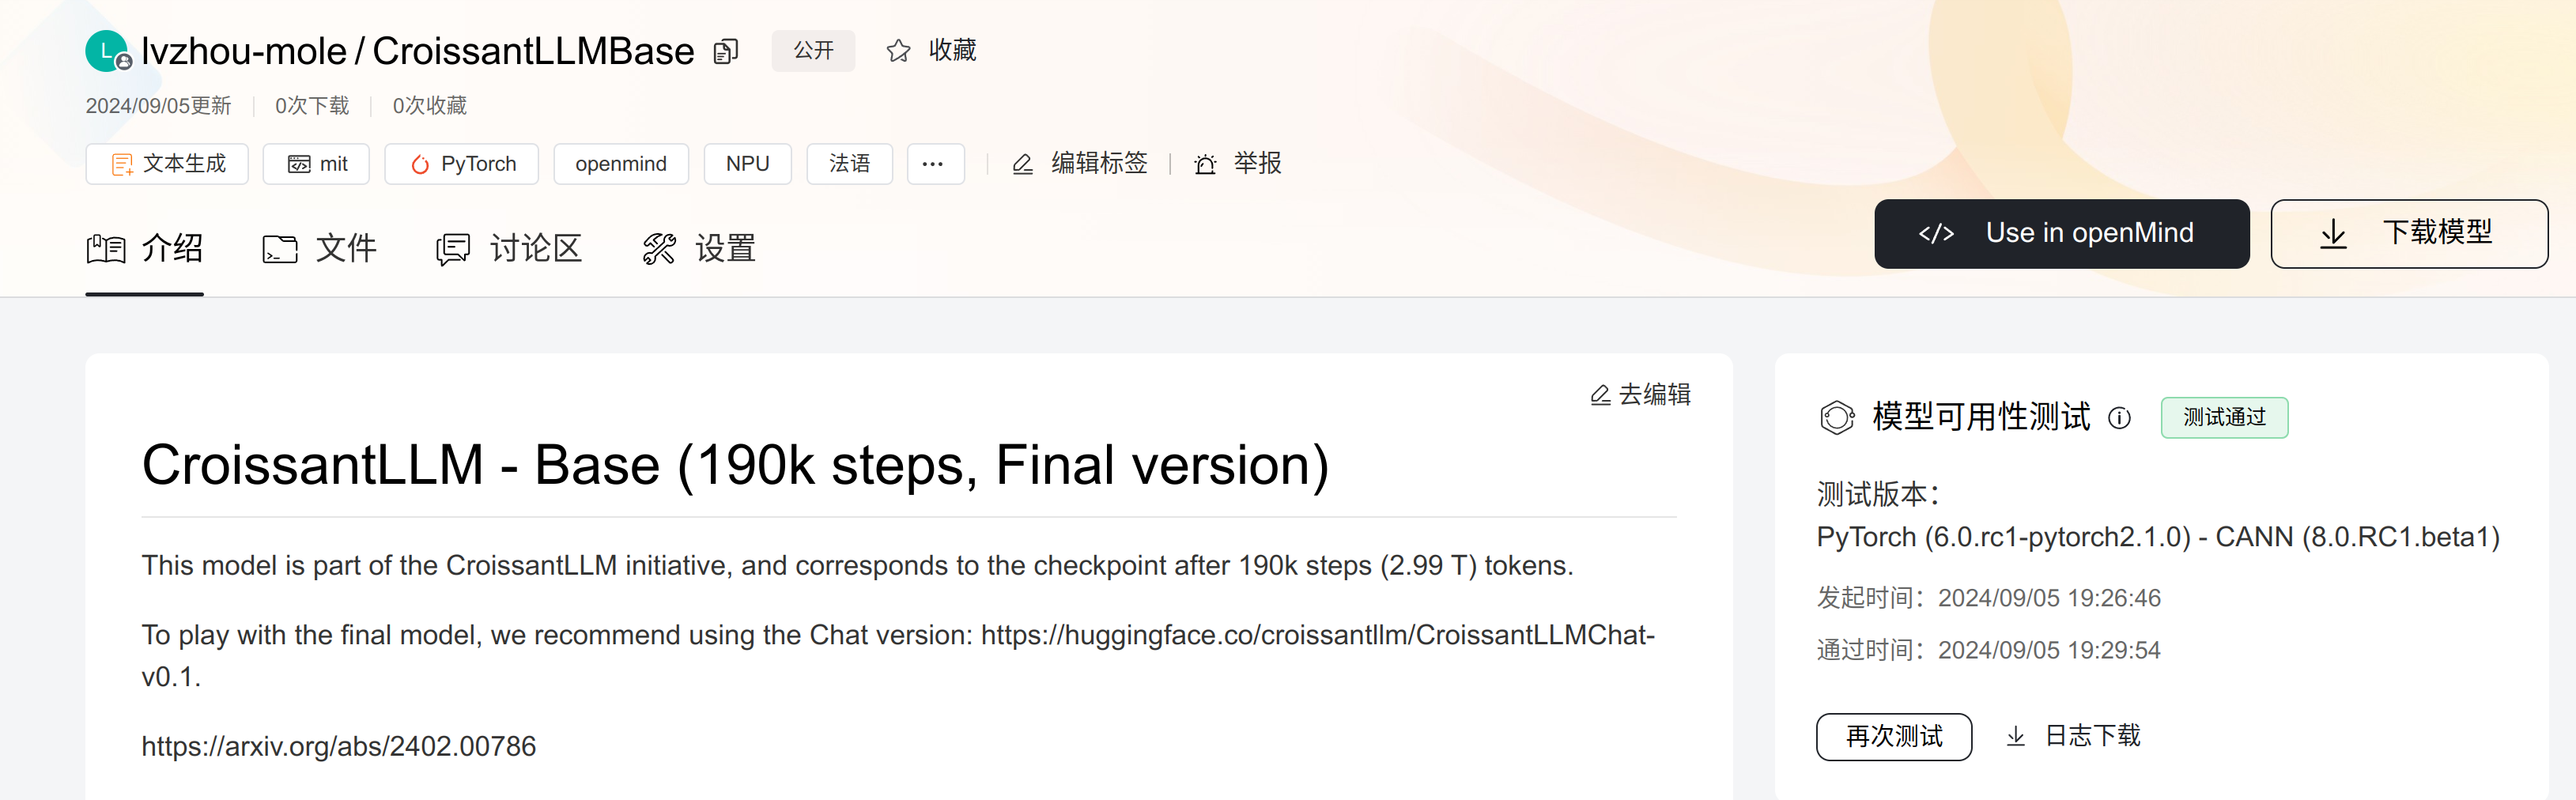 L lvzhou-mole / CroissantLLMBase 公开 收藏
2024/09/05更新 0次下载 0次收藏
文本生成 mit PyTorch openmind NPU 法语 ··· 编辑标签 举报
介绍 文件 讨论区 设置
</> Use in openMind 下载模型
去编辑
CroissantLLM - Base (190k steps, Final version)
This model is part of the CroissantLLM initiative, and corresponds to the checkpoint after 190k steps (2.99 T) tokens.
To play with the final model, we recommend using the Chat version: https://huggingface.co/croissantllm/CroissantLLMChat-
v0.1.
https://arxiv.org/abs/2402.00786
模型可用性测试 测试通过
测试版本：
PyTorch (6.0.rc1-pytorch2.1.0) - CANN (8.0.RC1.beta1)
发起时间：2024/09/05 19:26:46
通过时间：2024/09/05 19:29:54
再次测试 日志下载